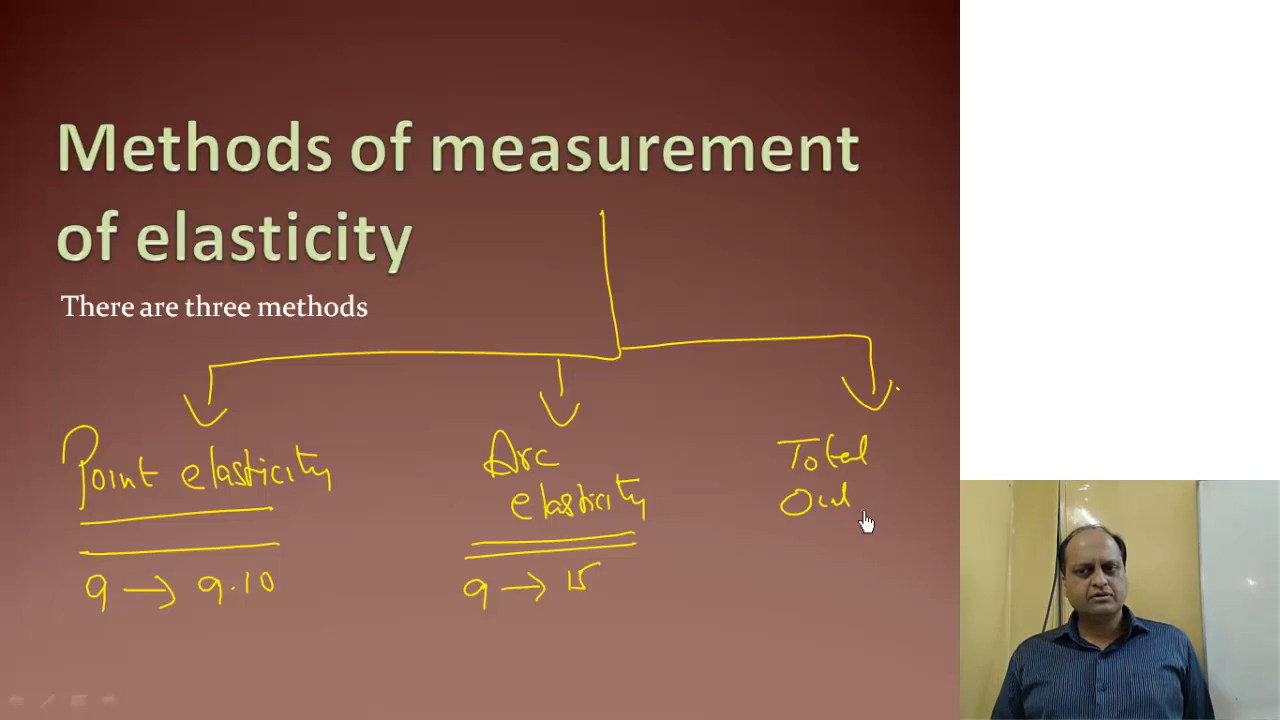 Methods of measurement
of elasticity
There are three methods
Point elasticity
Arc
elasticity
Total
Out
9 → 9.10
9 → 15